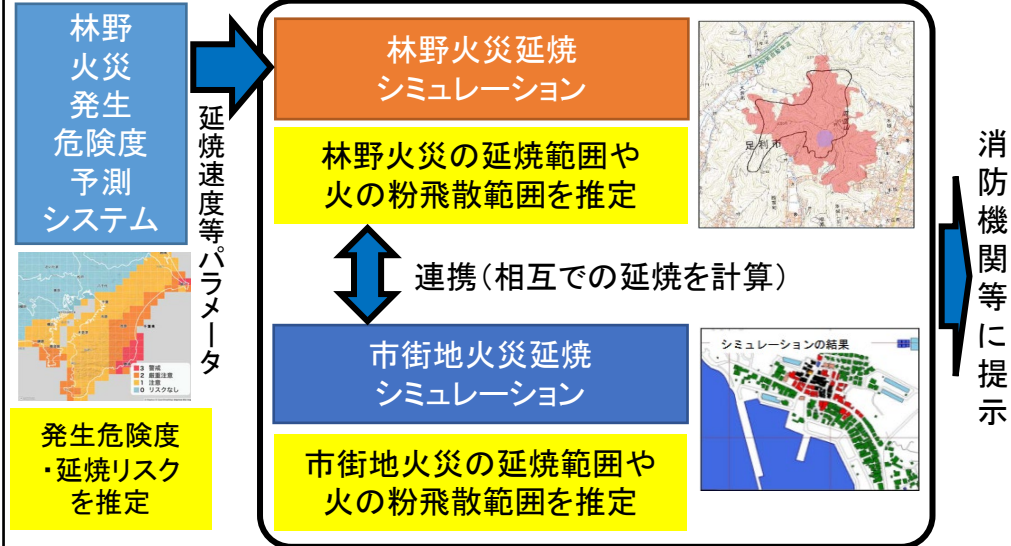 林野
火災
発生
危険度
予測
システム
延焼速度等パラメータ
3 警戒
2 厳重注意
1 注意
0 リスクなし
発生危険度
・延焼リスク
を推定
林野火災延焼
シミュレーション
林野火災の延焼範囲や
火の粉飛散範囲を推定
足利市
連携(相互での延焼を計算)
市街地火災延焼
シミュレーション
シミュレーションの結果
市街地火災の延焼範囲や
火の粉飛散範囲を推定
消防機関等に提示